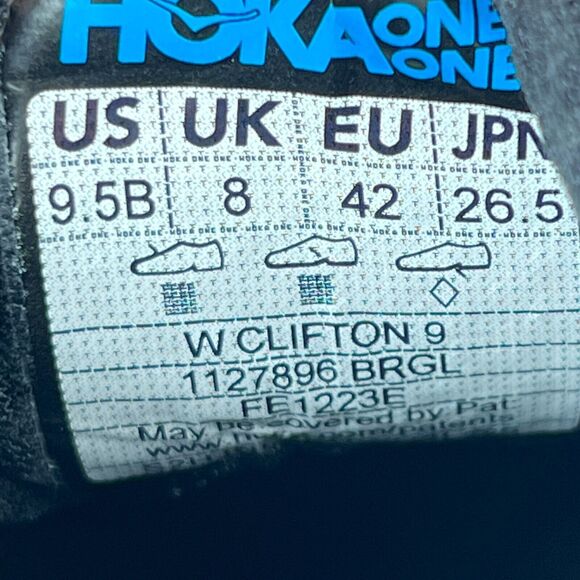 HOKA ONE ONE
US UK EU JPN
9.5B 8 42 26.5
W CLIFTON 9
1127896 BRGL
FE1223E
May be covered by Pat.